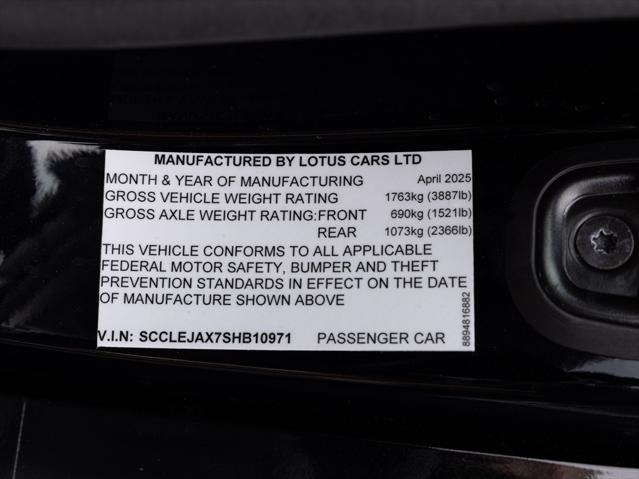 MANUFACTURED BY LOTUS CARS LTD
MONTH & YEAR OF MANUFACTURING April 2025
GROSS VEHICLE WEIGHT RATING 1763kg (3887lb)
GROSS AXLE WEIGHT RATING:FRONT 690kg (1521lb)
REAR 1073kg (2366lb)
THIS VEHICLE CONFORMS TO ALL APPLICABLE
FEDERAL MOTOR SAFETY, BUMPER AND THEFT
PREVENTION STANDARDS IN EFFECT ON THE DATE
OF MANUFACTURE SHOWN ABOVE
V.I.N: SCCLEJAX7SHB10971 PASSENGER CAR
8894816882